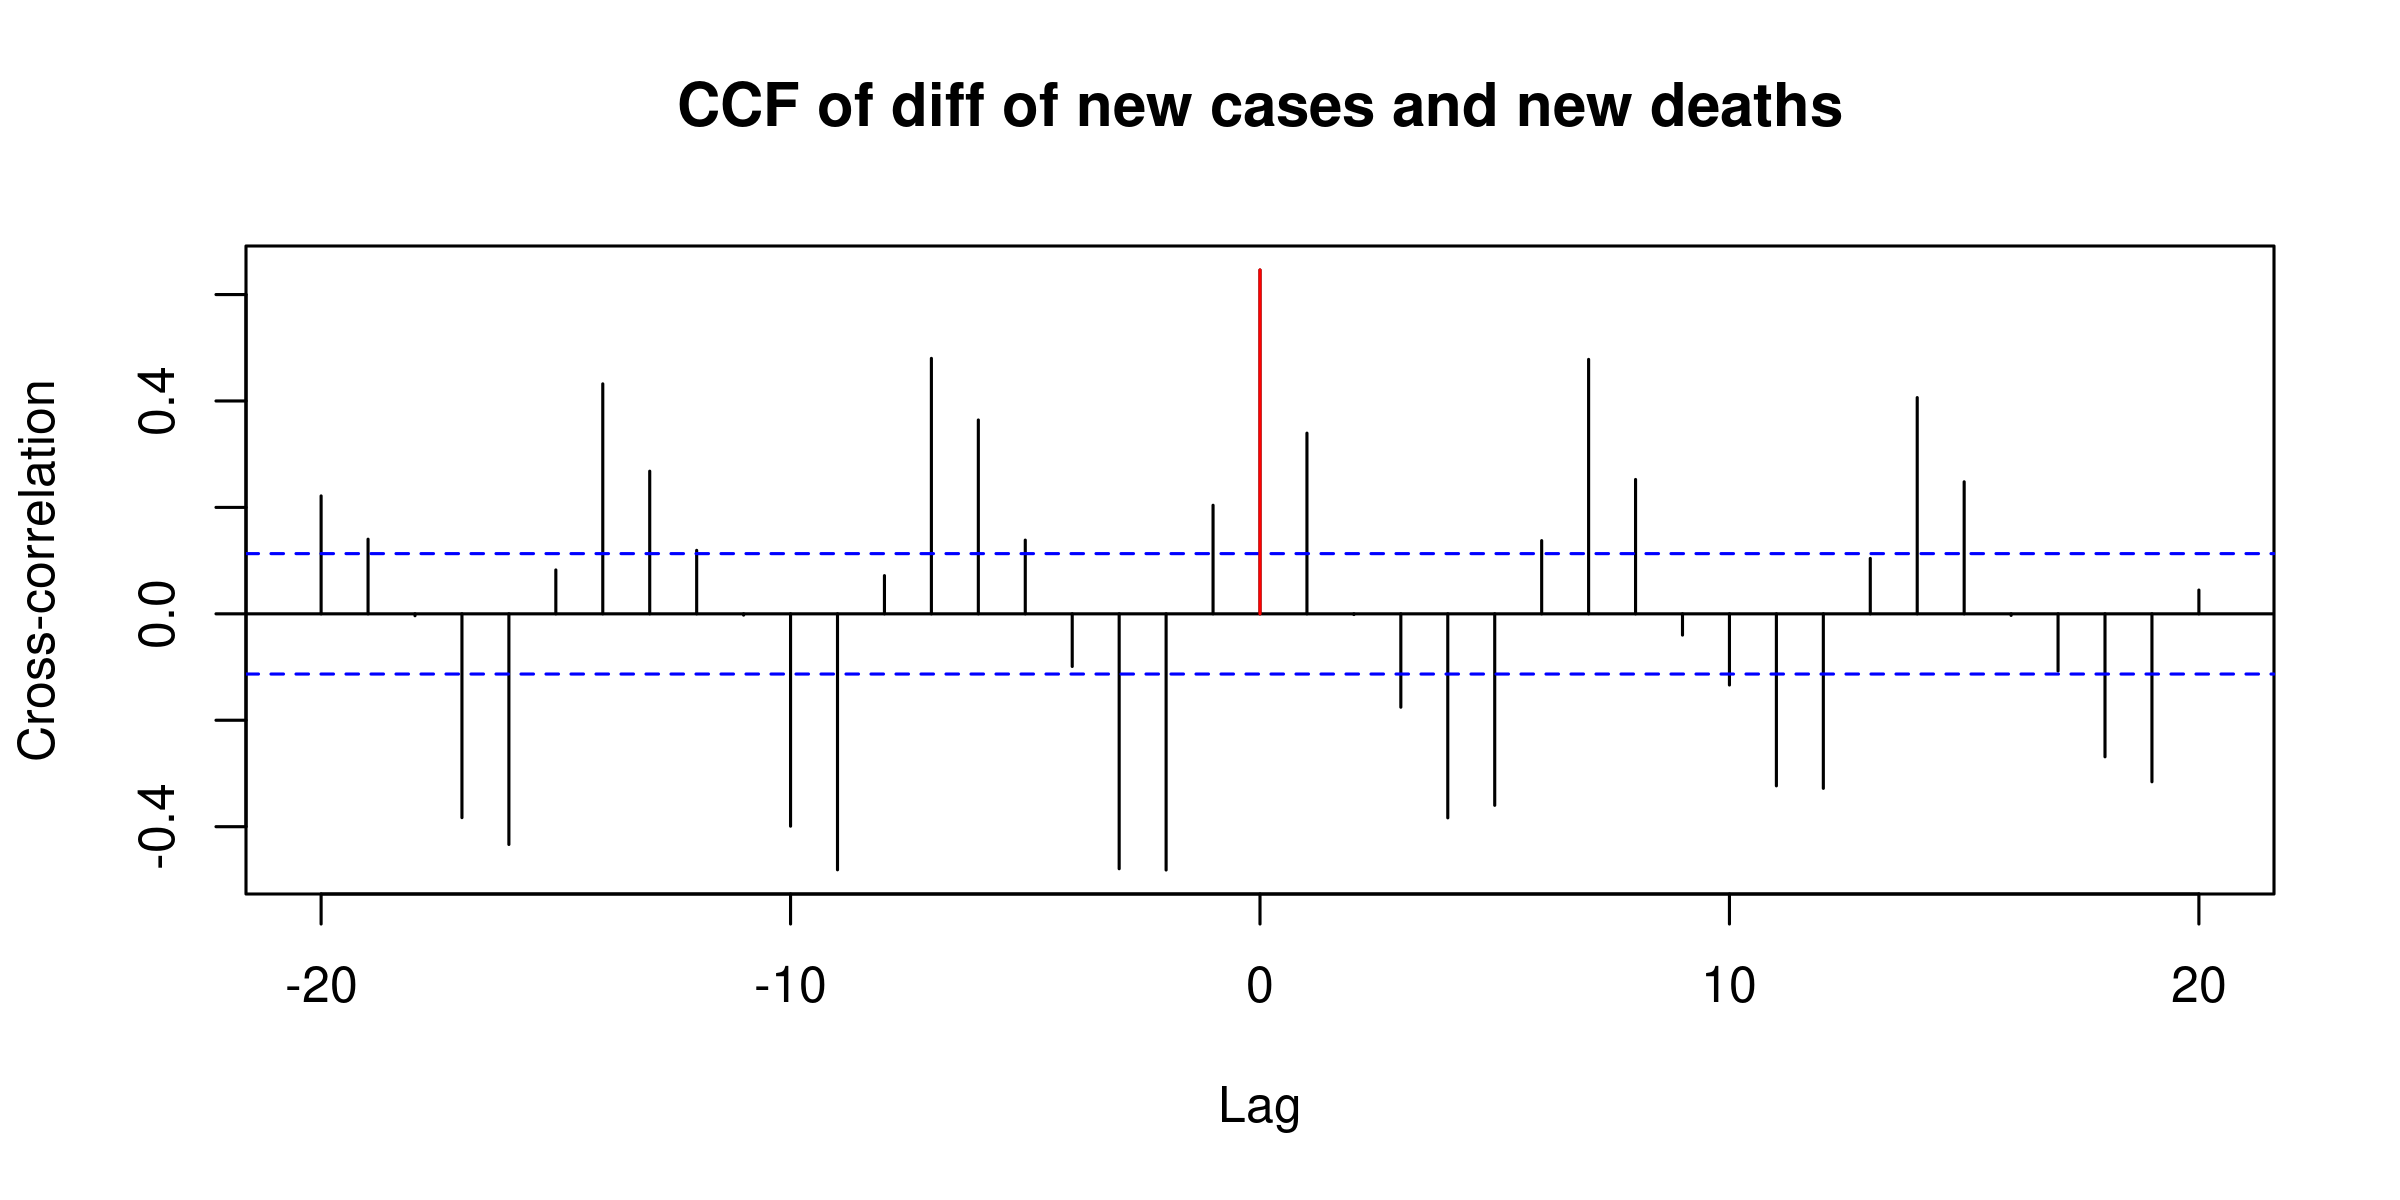 CCF of diff of new cases and new deaths
Cross-correlation
0.4
0.0
-0.4
-20 -10 0 10 20
Lag